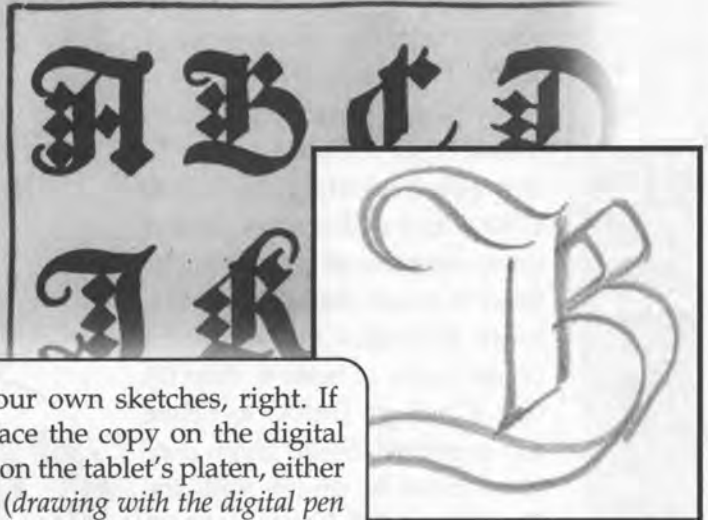 A B C D
J K
B
our own sketches, right. If
ace the copy on the digital
on the tablet's platen, either
(drawing with the digital pen